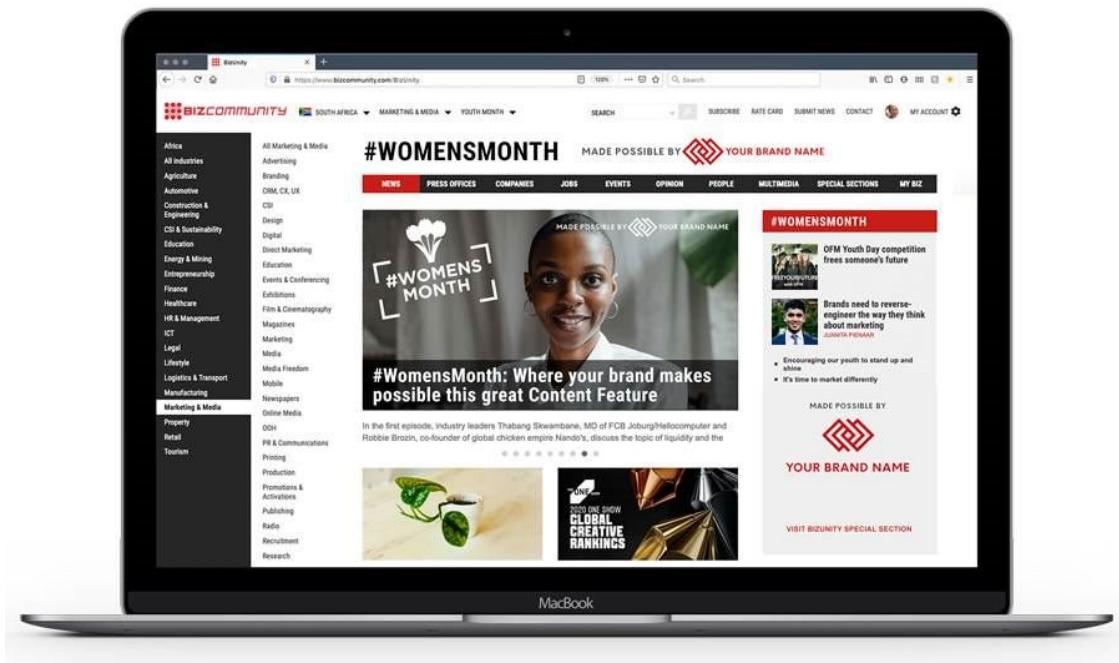 BizUnity
https://www.bizcommunity.com/BizUnity
120%
Search
BIZCOMMUNITY
SOUTH AFRICA
MARKETING & MEDIA
YOUTH MONTH
SEARCH
SUBSCRIBE
RATE CARD
SUBMIT NEWS
CONTACT
MY ACCOUNT
Africa
All Industries
Agriculture
Automotive
Construction &
Engineering
CSI & Sustainability
Education
Energy & Mining
Entrepreneurship
Finance
Healthcare
HR & Management
ICT
Legal
Lifestyle
Logistics & Transport
Manufacturing
Marketing & Media
Property
Retail
Tourism
All Marketing & Media
Advertising
Branding
CRM, CX, UX
CSI
Design
Digital
Direct Marketing
Education
Events & Conferencing
Exhibitions
Film & Cinematography
Magazines
Marketing
Media
Media Freedom
Mobile
Newspapers
Online Media
OOH
PR & Communications
Printing
Production
Promotions &
Activations
Publishing
Radio
Recruitment
Research
#WOMENSMONTH
MADE POSSIBLE BY YOUR BRAND NAME
NEWS
PRESS OFFICES
COMPANIES
JOBS
EVENTS
OPINION
PEOPLE
MULTIMEDIA
SPECIAL SECTIONS
MY BIZ
MADE POSSIBLE BY YOUR BRAND NAME
#WOMENS
MONTH
#WomensMonth: Where your brand makes
possible this great Content Feature
In the first episode, industry leaders Thabang Skwambane, MD of FCB Joburg/Hellocomputer and
Robbie Brozin, co-founder of global chicken empire Nando's, discuss the topic of liquidity and the
THE ONE SHOW
2020 ONE SHOW
GLOBAL
CREATIVE
RANKINGS
#WOMENSMONTH
FREEYOURFUTURE
OFM Youth Day competition
frees someone's future
Brands need to reverse-
engineer the way they think
about marketing
JUNITA PIENAAR
Encouraging our youth to stand up and
shine
It's time to market differently
MADE POSSIBLE BY
YOUR BRAND NAME
VISIT BIZUNITY SPECIAL SECTION
MacBook